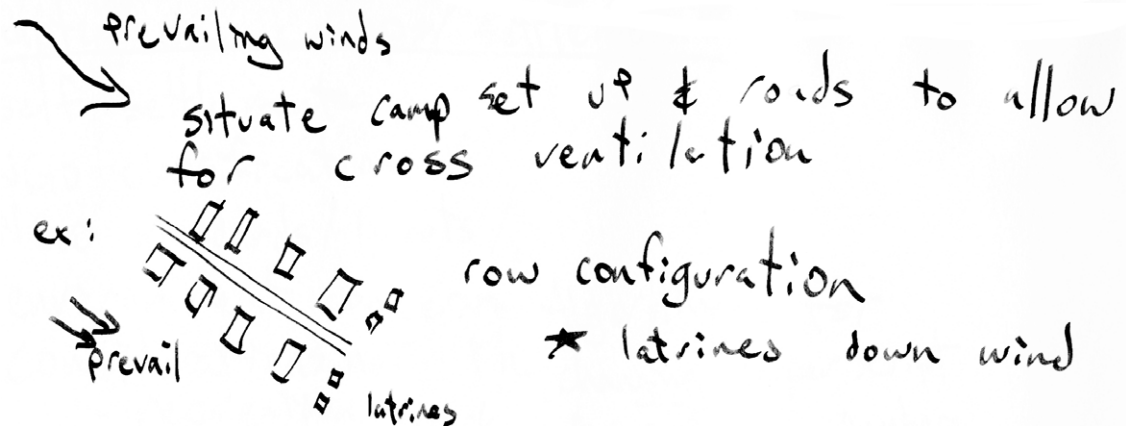 prevailing winds
situate camp set up & roads to allow
for cross ventilation
ex:
row configuration
* latrines down wind
prevail
latrines